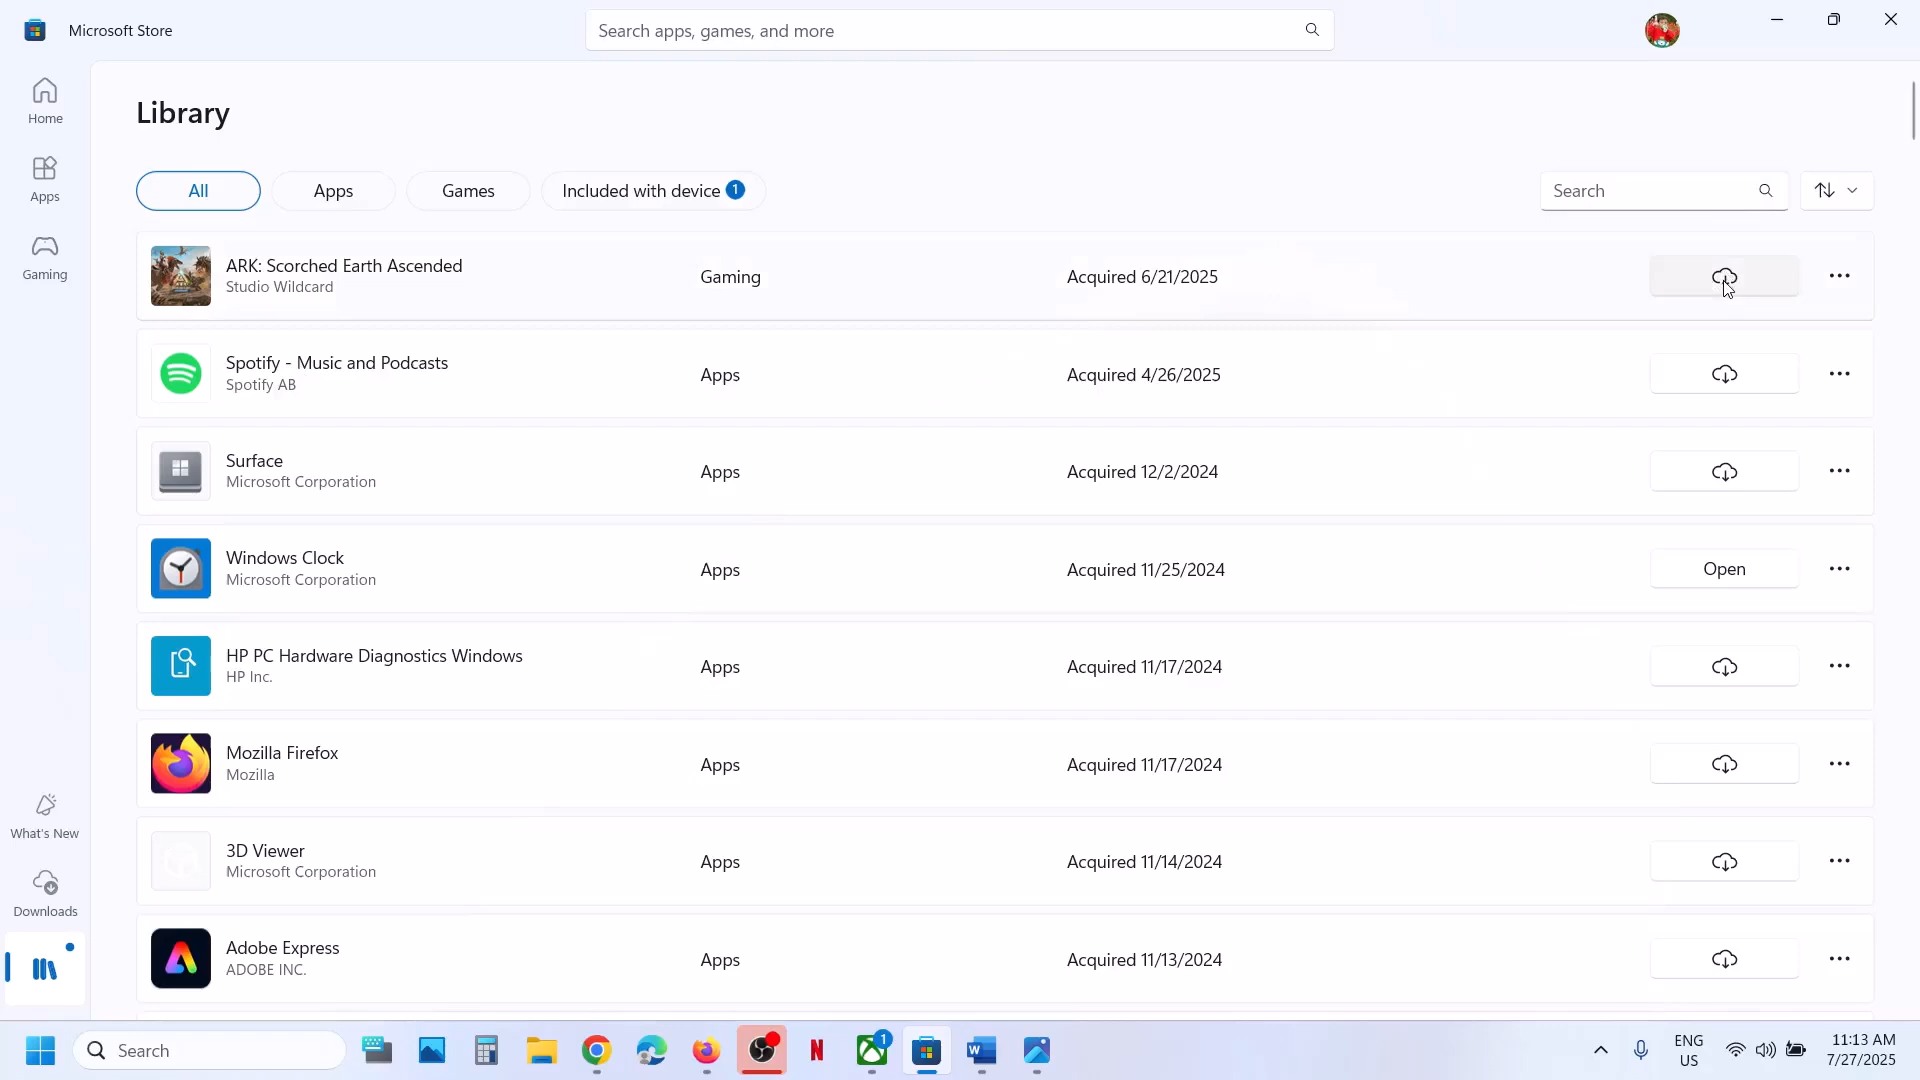 Microsoft Store
Search apps, games, and more
Home
Apps
Gaming
What's New
Downloads
Library
All
Apps
Games
Included with device 1
Search
ARK: Scorched Earth Ascended
Studio Wildcard
Gaming
Acquired 6/21/2025
Spotify - Music and Podcasts
Spotify AB
Apps
Acquired 4/26/2025
Surface
Microsoft Corporation
Apps
Acquired 12/2/2024
Windows Clock
Microsoft Corporation
Apps
Acquired 11/25/2024
Open
HP PC Hardware Diagnostics Windows
HP Inc.
Apps
Acquired 11/17/2024
Mozilla Firefox
Mozilla
Apps
Acquired 11/17/2024
3D Viewer
Microsoft Corporation
Apps
Acquired 11/14/2024
Adobe Express
ADOBE INC.
Apps
Acquired 11/13/2024
Search
N
1
W
ENG
US
11:13 AM
7/27/2025